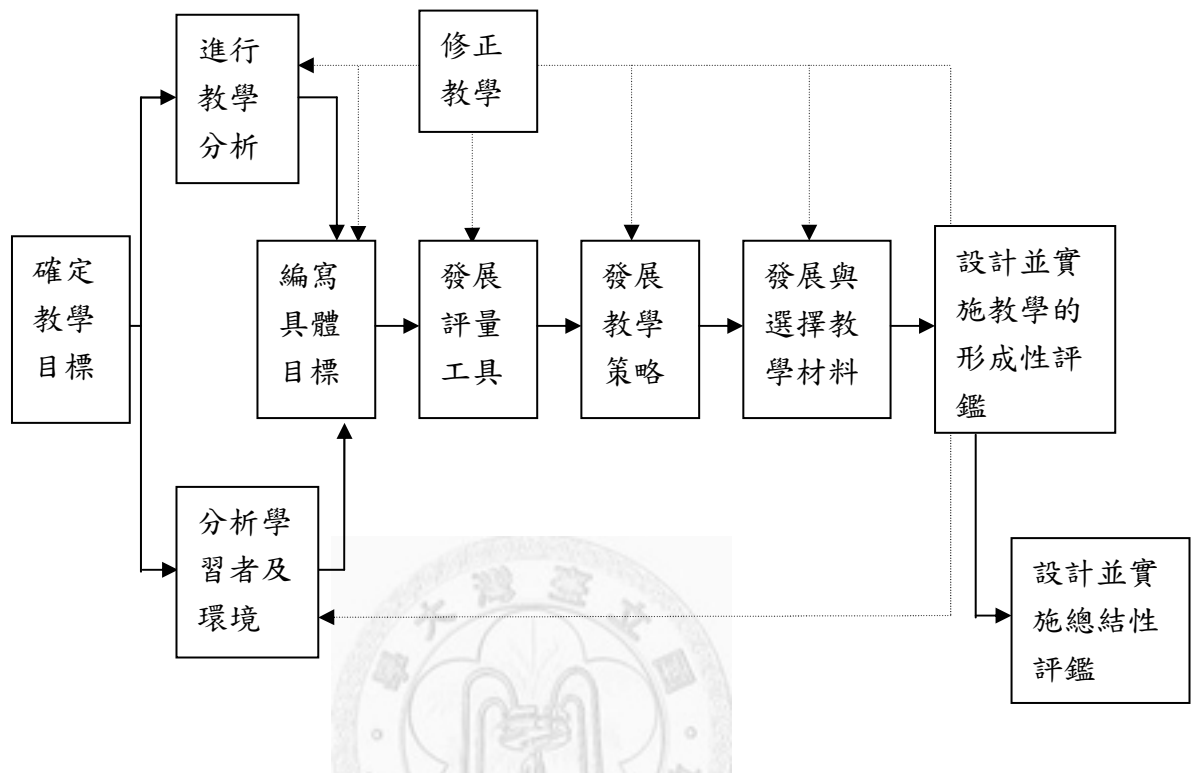 進行
教學
分析
修正
教學
確定
教學
目標
編寫
具體
目標
發展
評量
工具
發展
教學
策略
發展與
選擇教
學材料
設計並實
施教學的
形成性評
鑑
分析學
習者及
環境
設計並實
施總結性
評鑑